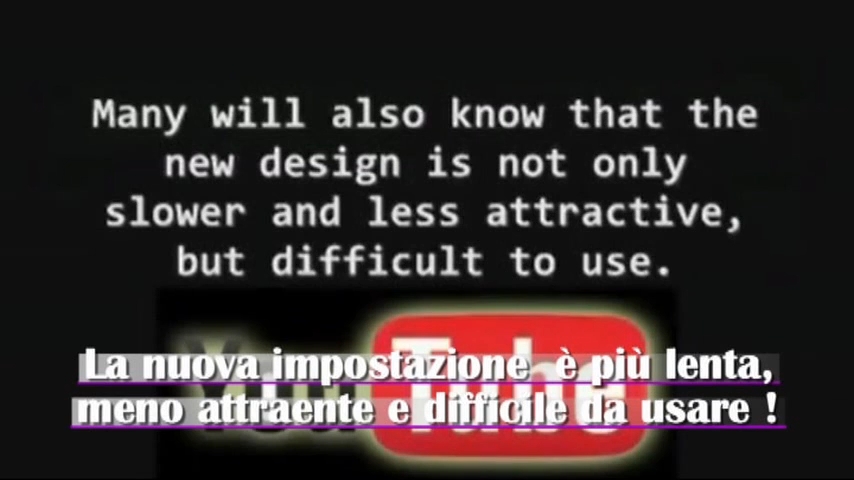 Many will also know that the
new design is not only
slower and less attractive,
but difficult to use.
YouTube
La nuova impostazione è più lenta,
meno attraente e difficile da usare !